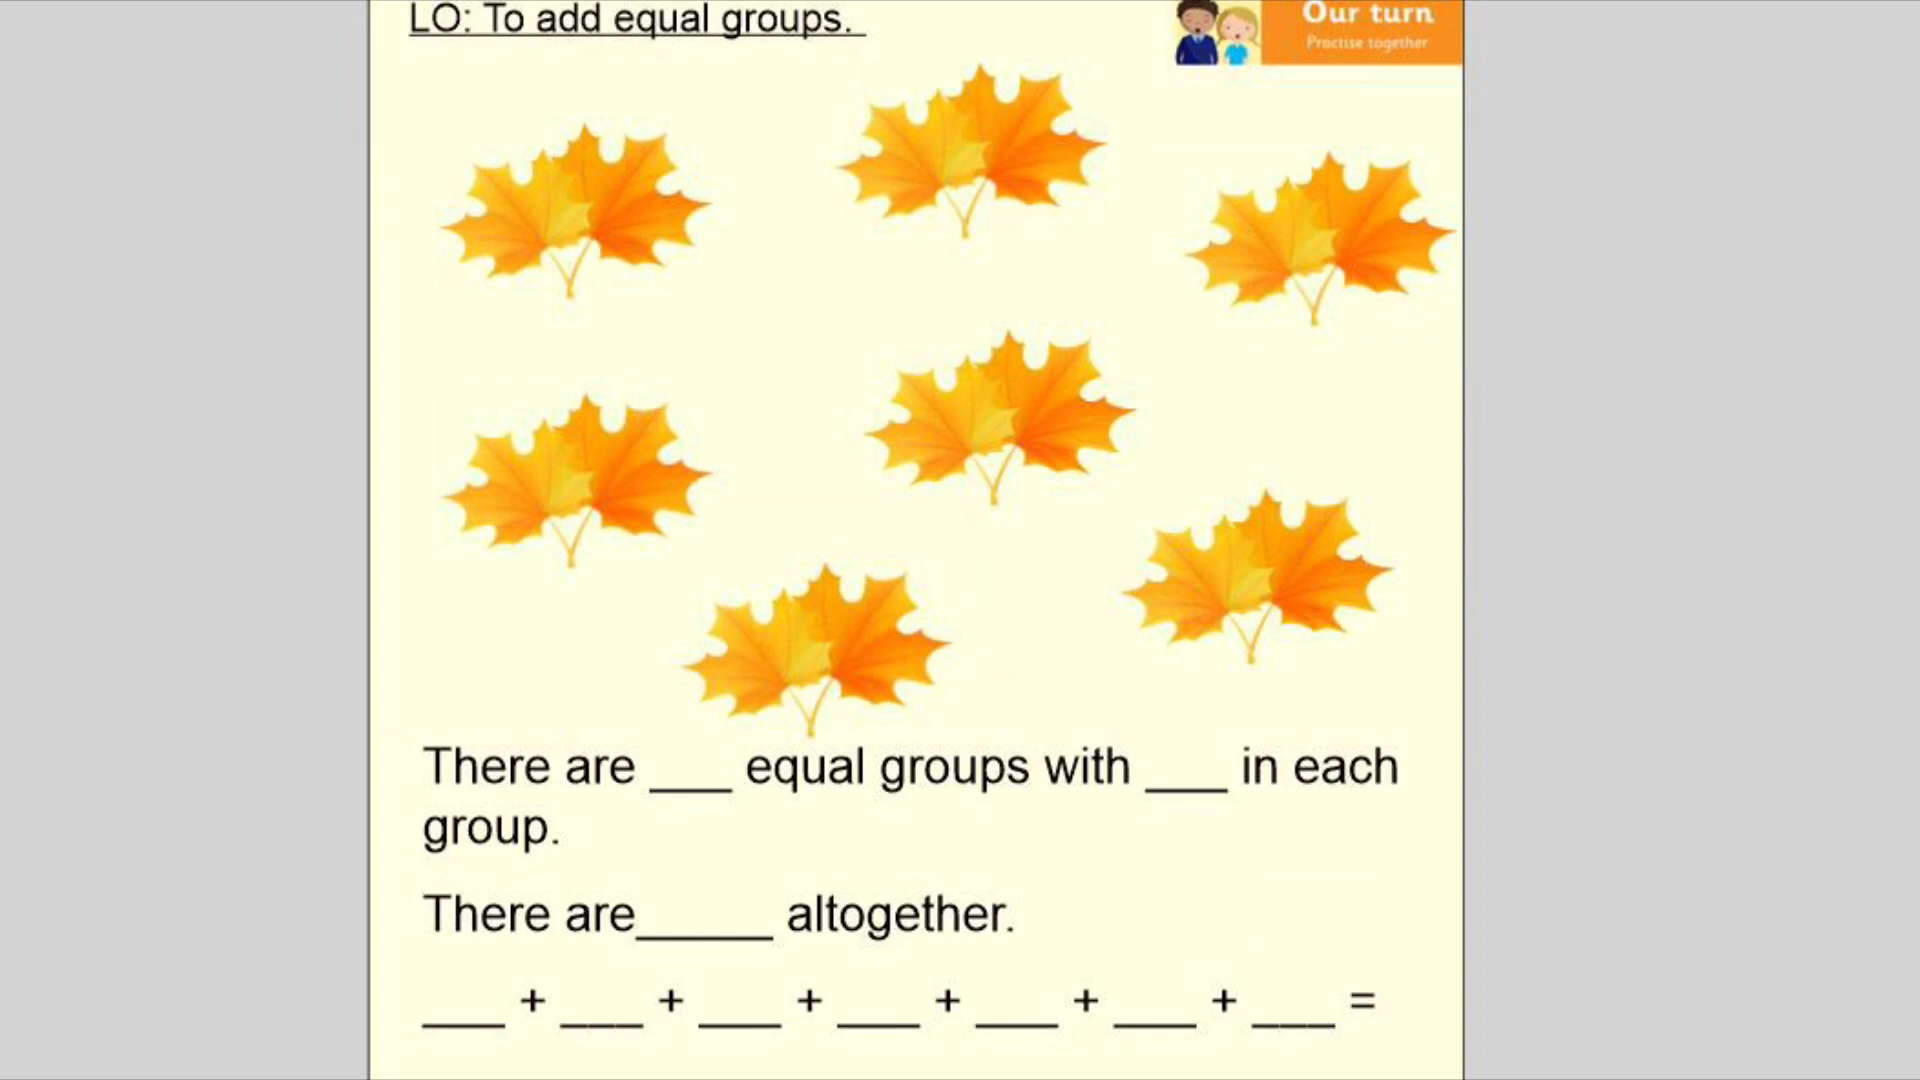 LO: To add equal groups.
Our turn
Practise together
There are ___ equal groups with ___ in each
group.
There are_____ altogether.
___ + ___ + ___ + ___ + ___ + ___ + ___ =